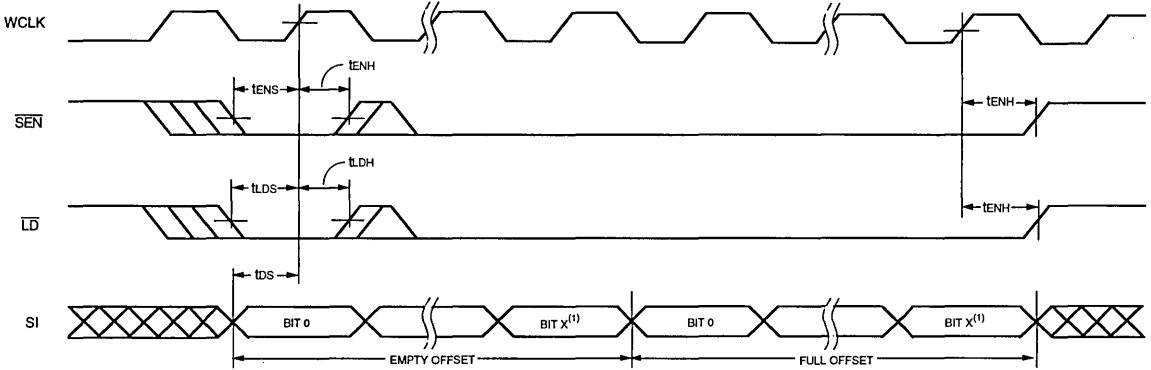 WCLK
tENH
tENS
tENH
SEN
tLDH
tLDS
tENH
LD
tDS
SI
BIT 0
BIT X(1)
BIT 0
BIT X(1)
EMPTY OFFSET
FULL OFFSET